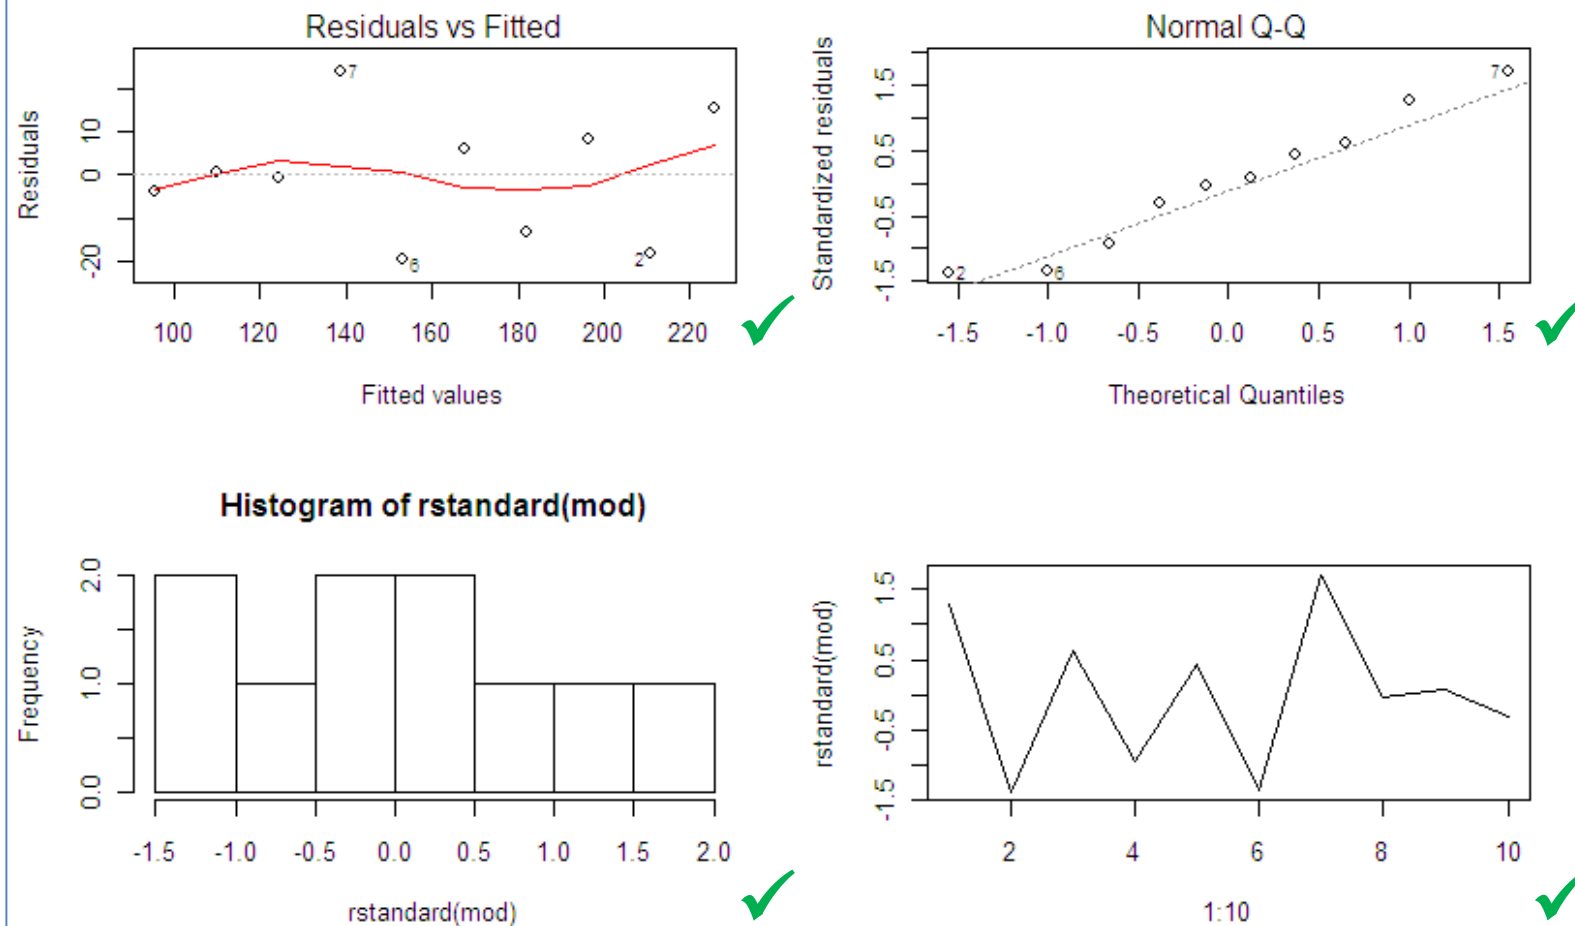 Residuals vs Fitted
Residuals
10
0
-20
7
6
2
100 120 140 160 180 200 220
Fitted values
Normal Q-Q
Standardized residuals
1.5
0.5
-0.5
-1.5
7
2
6
-1.5 -1.0 -0.5 0.0 0.5 1.0 1.5
Theoretical Quantiles
Histogram of rstandard(mod)
Frequency
2.0
1.0
0.0
-1.5 -1.0 -0.5 0.0 0.5 1.0 1.5 2.0
rstandard(mod)
rstandard(mod)
1.5
0.5
-0.5
-1.5
2 4 6 8 10
1:10